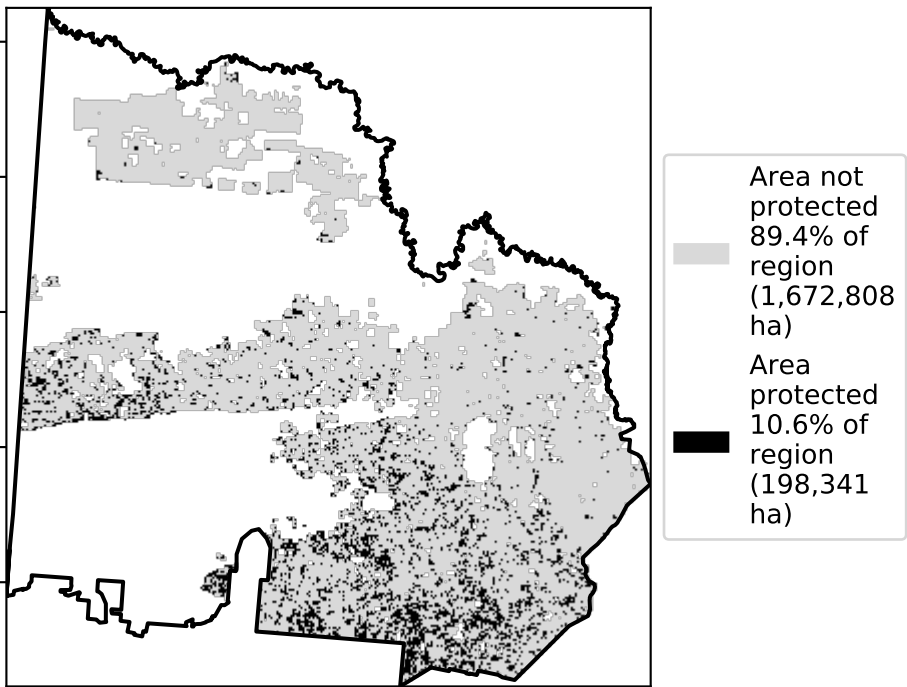 Area not
protected
89.4% of
region
(1,672,808
ha)
Area
protected
10.6% of
region
(198,341
ha)